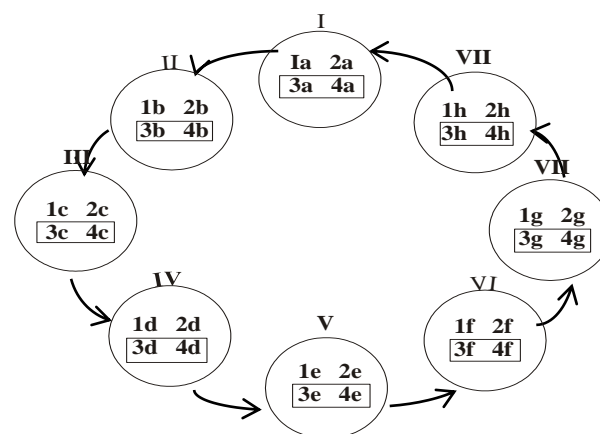 I
Ia 2a
3a 4a
II
1b 2b
3b 4b
III
1c 2c
3c 4c
IV
1d 2d
3d 4d
V
1e 2e
3e 4e
VI
1f 2f
3f 4f
VII
1g 2g
3g 4g
VII
1h 2h
3h 4h